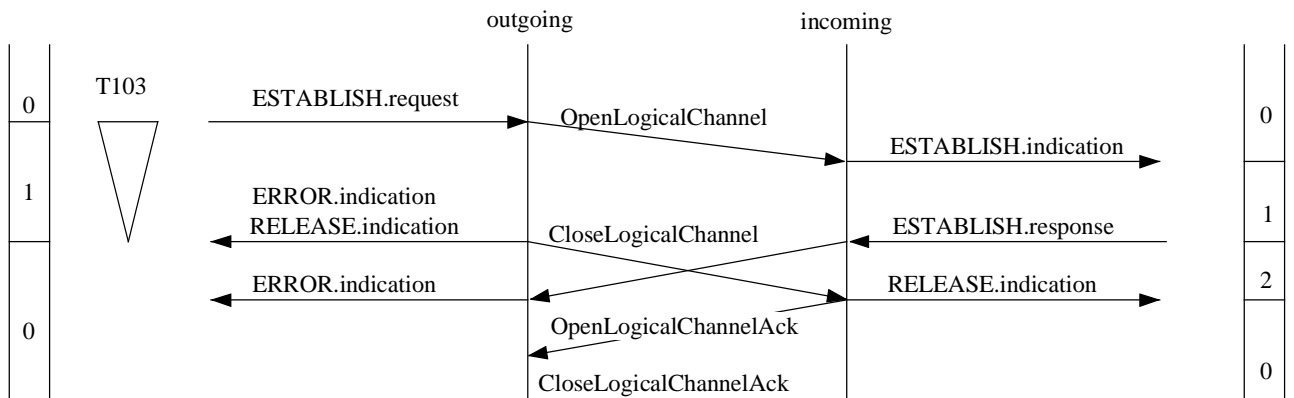 outgoing incoming
T103
0 ESTABLISH.request OpenLogicalChannel 0
ESTABLISH.indication
1 ERROR.indication 1
RELEASE.indication CloseLogicalChannel ESTABLISH.response
ERROR.indication RELEASE.indication 2
0 OpenLogicalChannelAck
0
CloseLogicalChannelAck